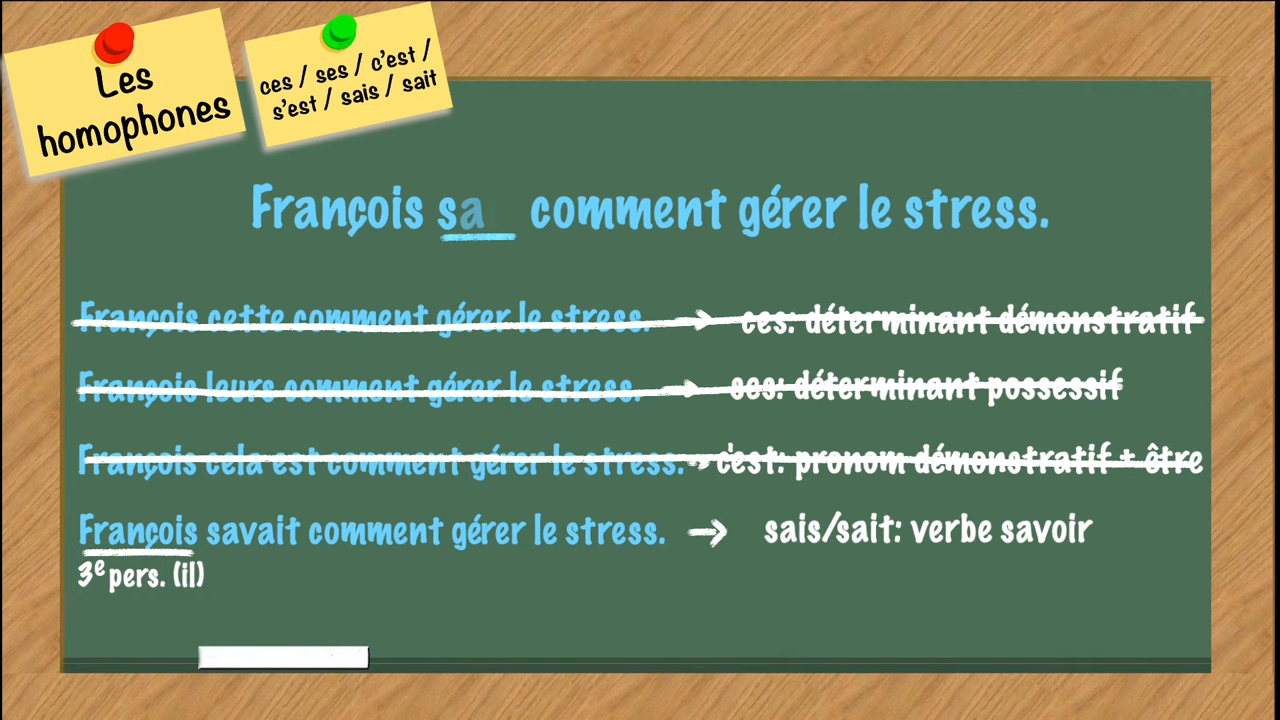 Les
homophones
ces / ses / c'est /
s'est / sais / sait
François sa comment gérer le stress.
François cette comment gérer le stress. → ces: déterminant démonstratif
François leurs comment gérer le stress. → ses: déterminant possessif
François cela est comment gérer le stress. → c'est: pronom démonstratif + être
François savait comment gérer le stress. → sais/sait: verbe savoir
3e pers. (il)